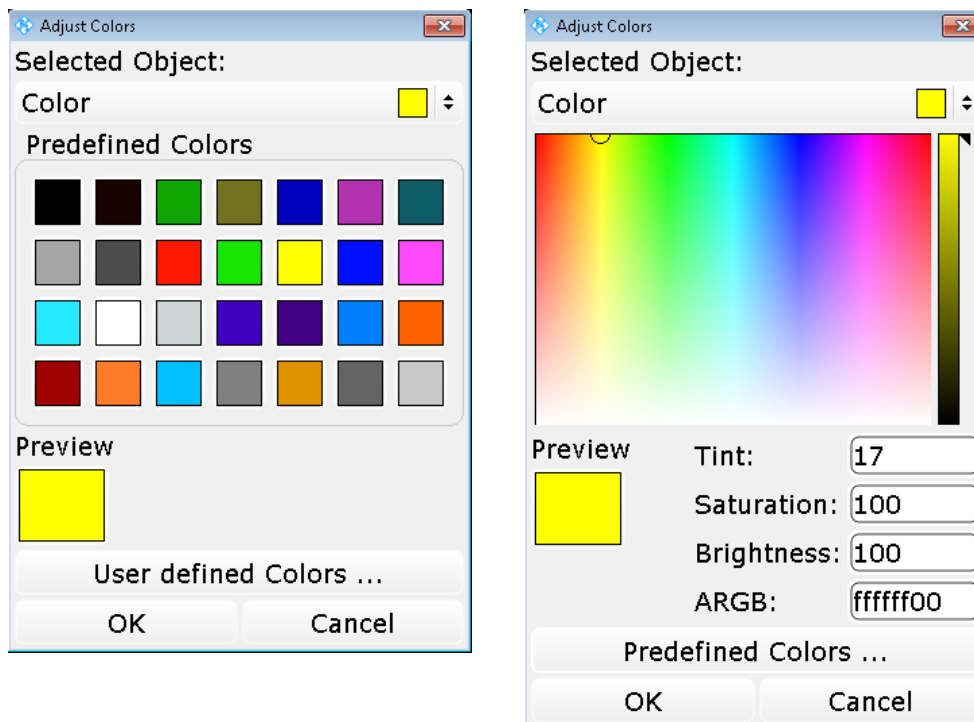 Adjust Colors
Selected Object:
Color
Predefined Colors
Preview
User defined Colors ...
OK Cancel
Adjust Colors
Selected Object:
Color
Preview
Tint: 17
Saturation: 100
Brightness: 100
ARGB: ffffff00
Predefined Colors ...
OK Cancel